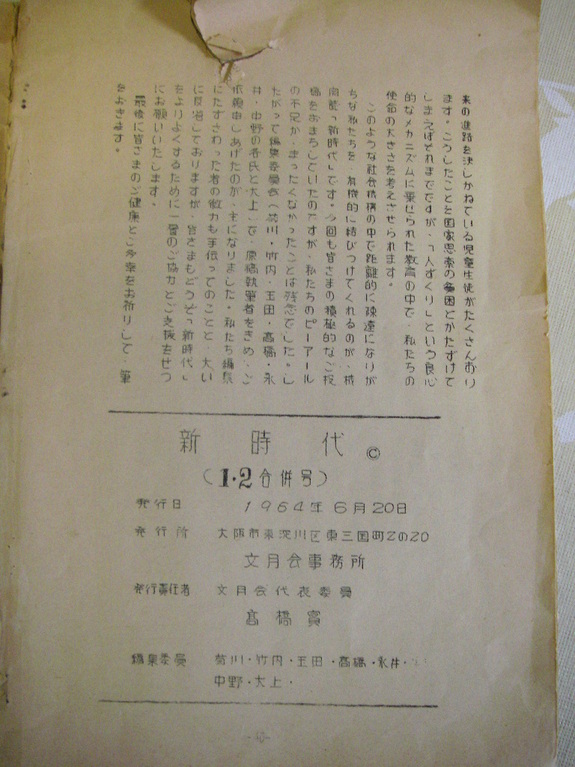 来の進路を決しかねている児童生徒がたくさんおり
ます。こうしたことを国家思索の貧困とかたずけて
しまえばそれまでですが、「人ずくり」という良心
的なメカニズムに乗せられた教育の中で、私たちの
使命の大きさを考えさせられます。
このような社会機構の中で距離的に疎遠になりが
ちな私たちを、有機的に結びつけてくれるのが、機
関誌「新時代」です。今回も皆さまの積極的なご投
稿をおまちしていたのですが、私たちのピーアール
の不足か、まったくなかったことは残念でした。し
たがって編集委員会（笱川・竹内・玉田・高橋・永
井・中野の各氏と大上）で、原稿執筆者をきめ、ご
依頼申しあげたのが、主になりました。私たち編集
にたずさわった者の微力も手伝ってのことと、大い
に反省しておりますが、皆さまもどうぞ「新時代」
をよりよくするために一層のご協力とご支援をせつ
にお願いいたします。
最後に皆さまのご健康とご多幸をお祈りして、筆
をおきます。
新時代 ©
（1・2合併号）
発行日 1964年6月20日
発行所 大阪市東淀川区東三国町2の20
文月会事務所
発行責任者 文月会代表委員
高橋寛
編集委員 笱川・竹内・玉田・高橋・永井・
中野・大上・